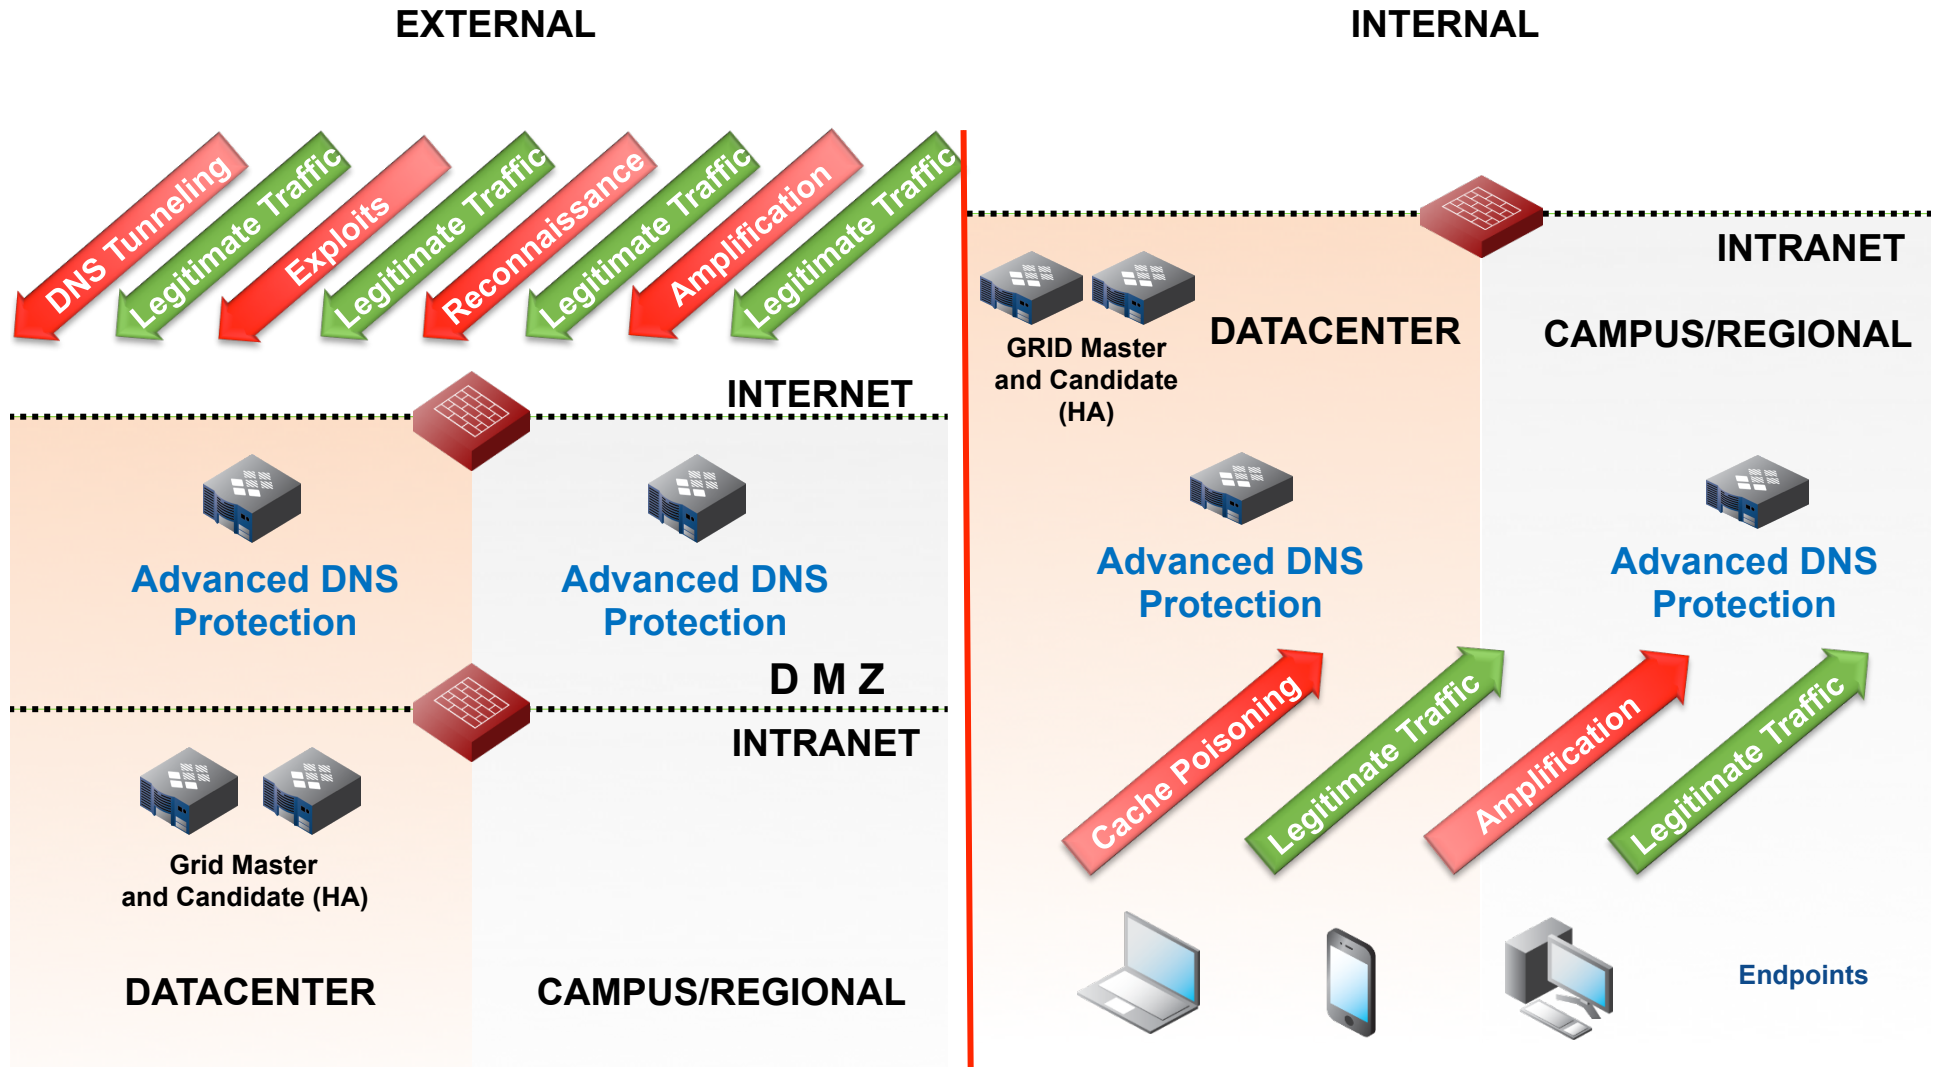 EXTERNAL
INTERNAL
DNS Tunneling
Legitimate Traffic
Exploits
Legitimate Traffic
Reconnaissance
Legitimate Traffic
Amplification
Legitimate Traffic
INTERNET
Advanced DNS
Protection
Advanced DNS
Protection
D M Z
INTRANET
Grid Master
and Candidate (HA)
DATACENTER
CAMPUS/REGIONAL
INTRANET
GRID Master
and Candidate
(HA)
DATACENTER
CAMPUS/REGIONAL
Advanced DNS
Protection
Advanced DNS
Protection
Cache Poisoning
Legitimate Traffic
Amplification
Legitimate Traffic
Endpoints